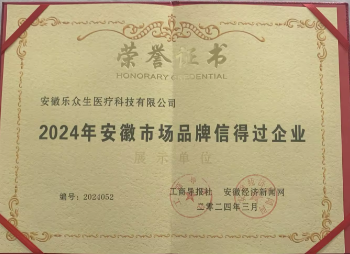 荣誉证书
HONORARY CREDENTIAL
安徽乐众生医疗科技有限公司
2024年安徽市场品牌信得过企业
展示单位
编号：2024052
工商导报社 安徽经济新闻网
二零二四年三月